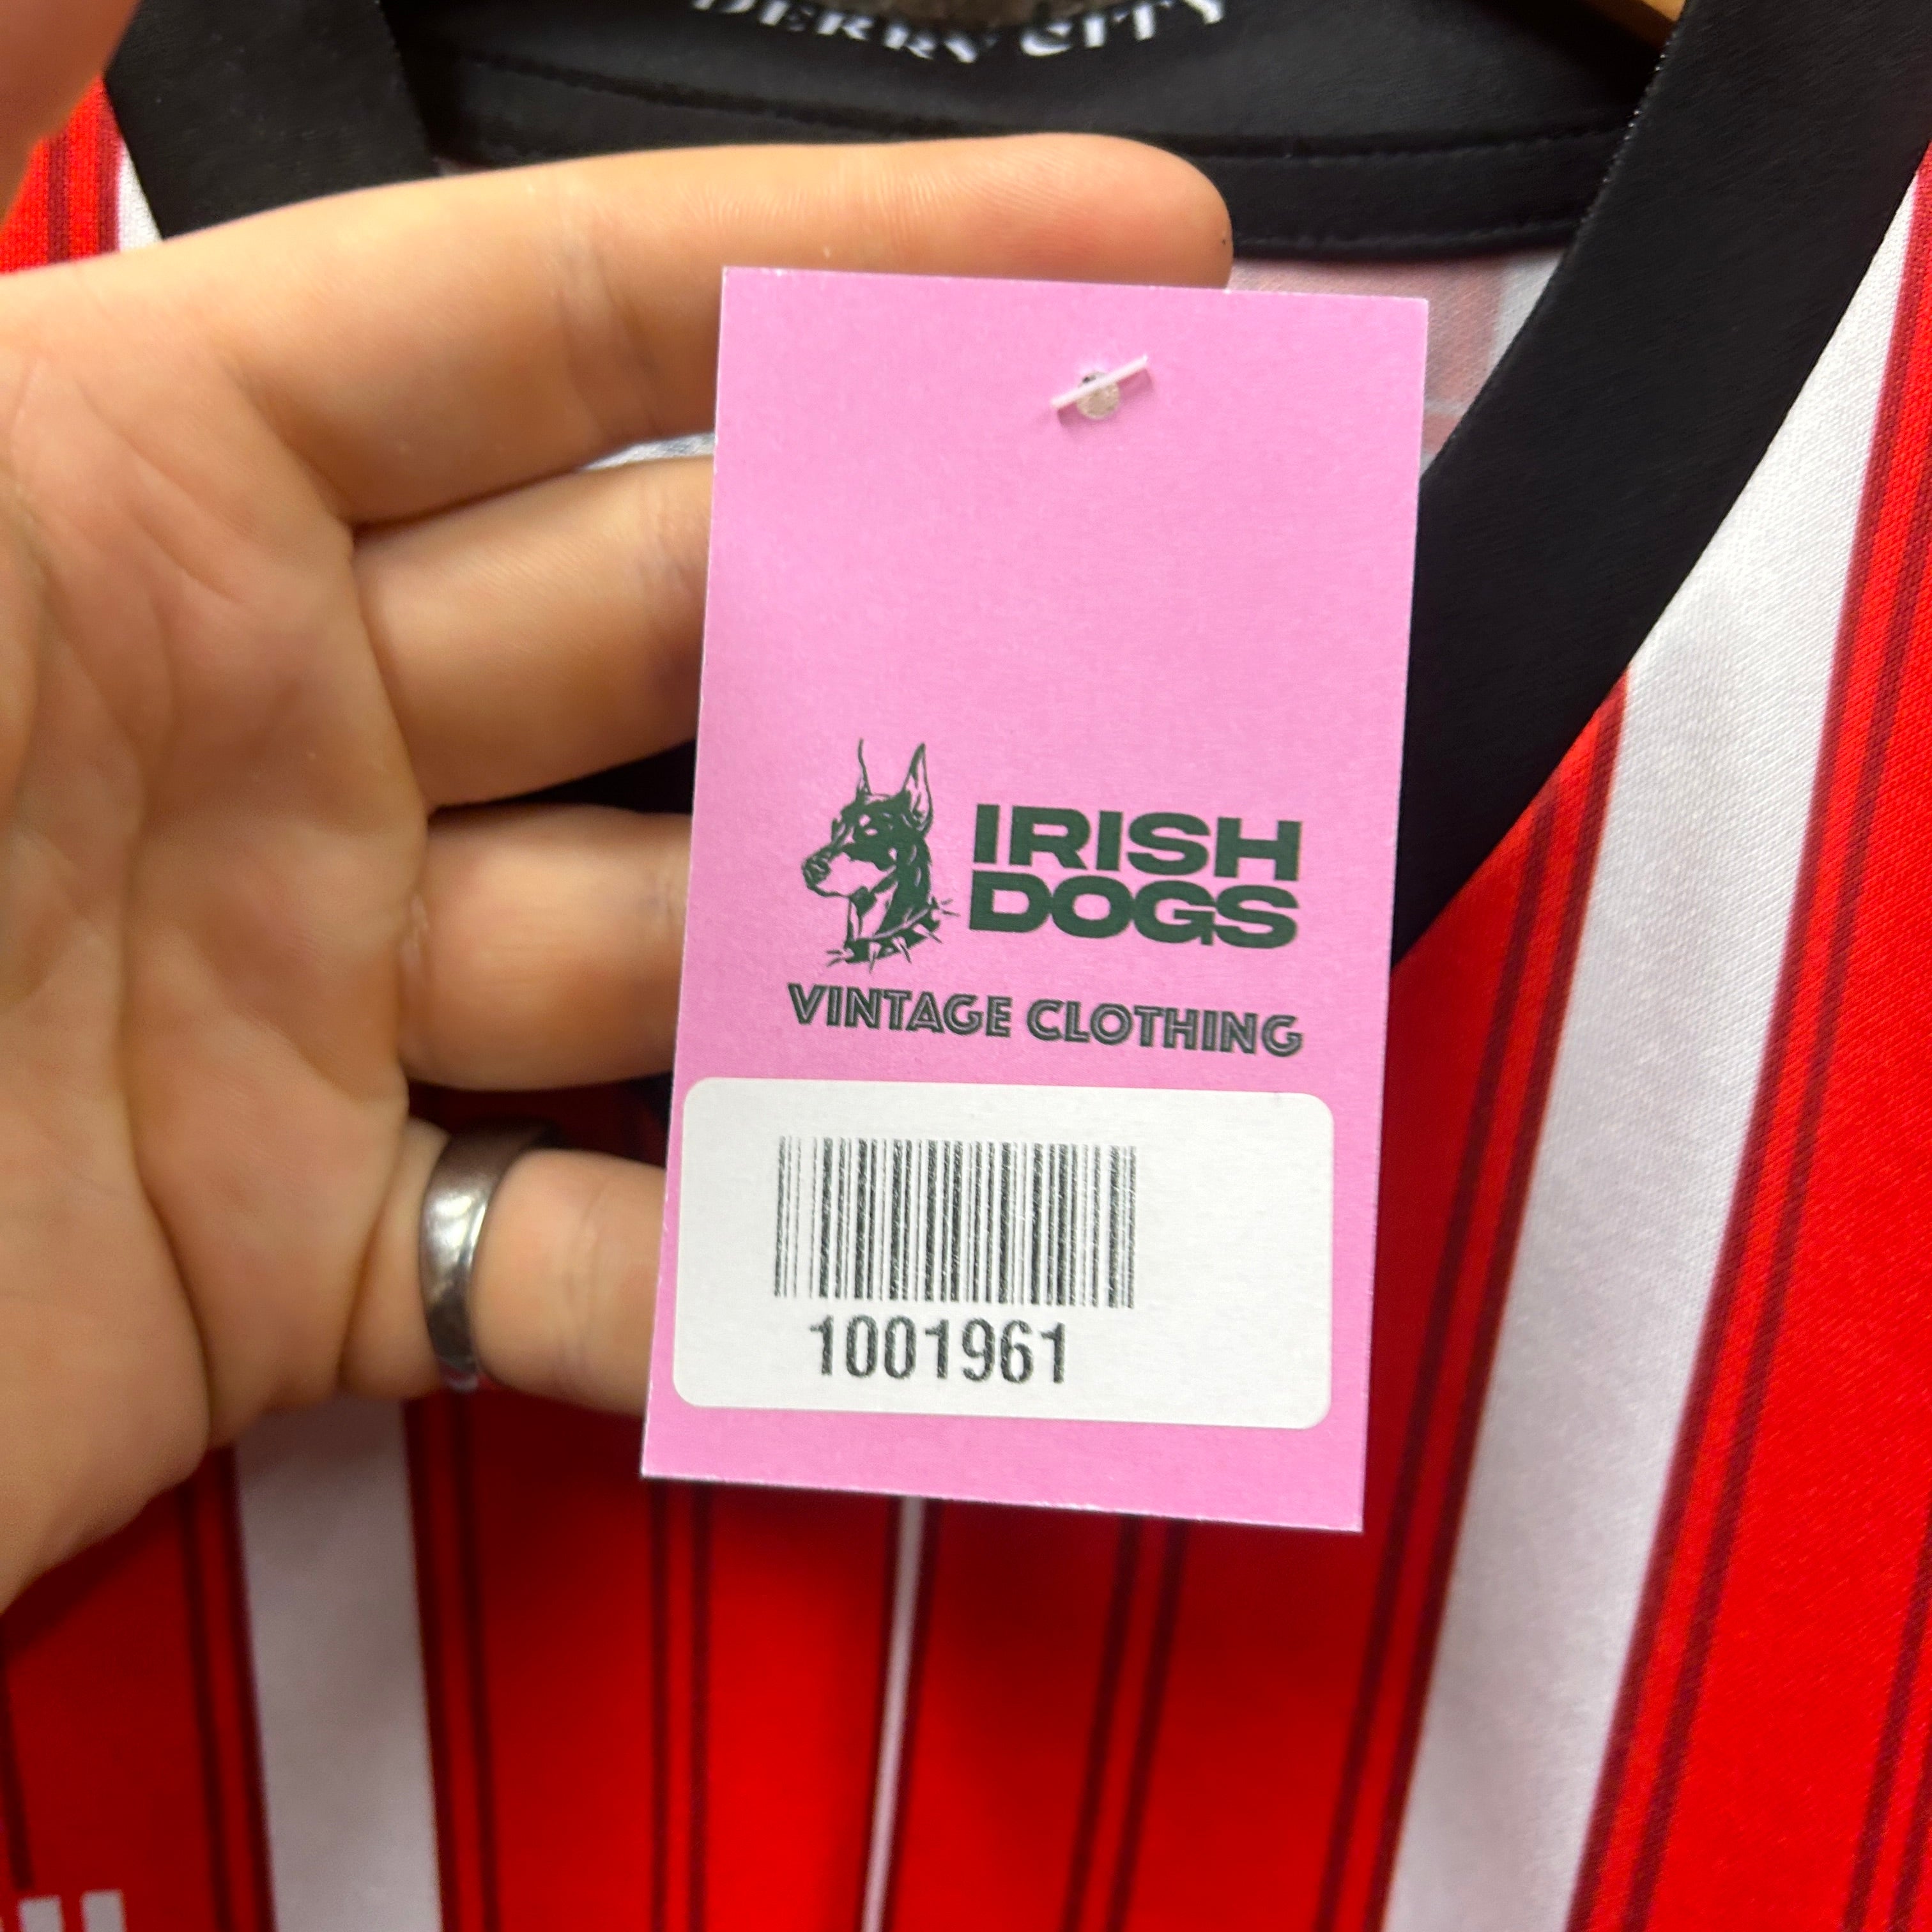 DERRY CITY
IRISH
DOGS
VINTAGE CLOTHING
1001961